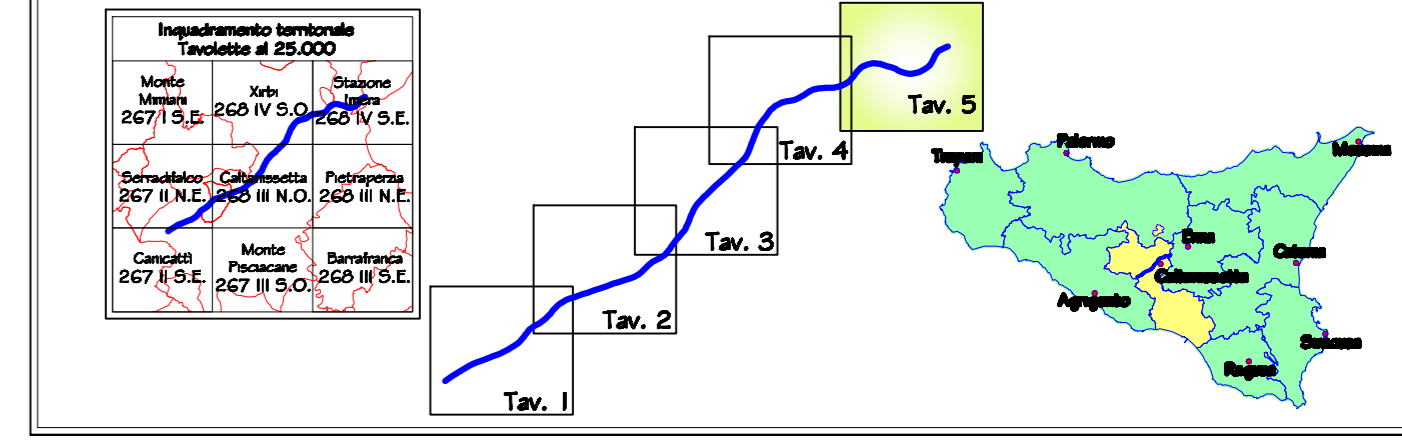 Inquadramento territoriale
Tavolette al 25.000
Monte
Mimiani
267 I S.E.
Xirbi
268 IV S.O.
Stazione
Imera
268 IV S.E.
Serradifalco
267 II N.E.
Caltanissetta
268 III N.O.
Pietraperzia
268 III N.E.
Canicattì
267 II S.E.
Monte
Pisciacane
267 III S.O.
Barrafranca
268 III S.E.
Tav. 1
Tav. 2
Tav. 3
Tav. 4
Tav. 5
Trapani
Palermo
Messina
Enna
Catania
Caltanissetta
Agrigento
Siracusa
Ragusa